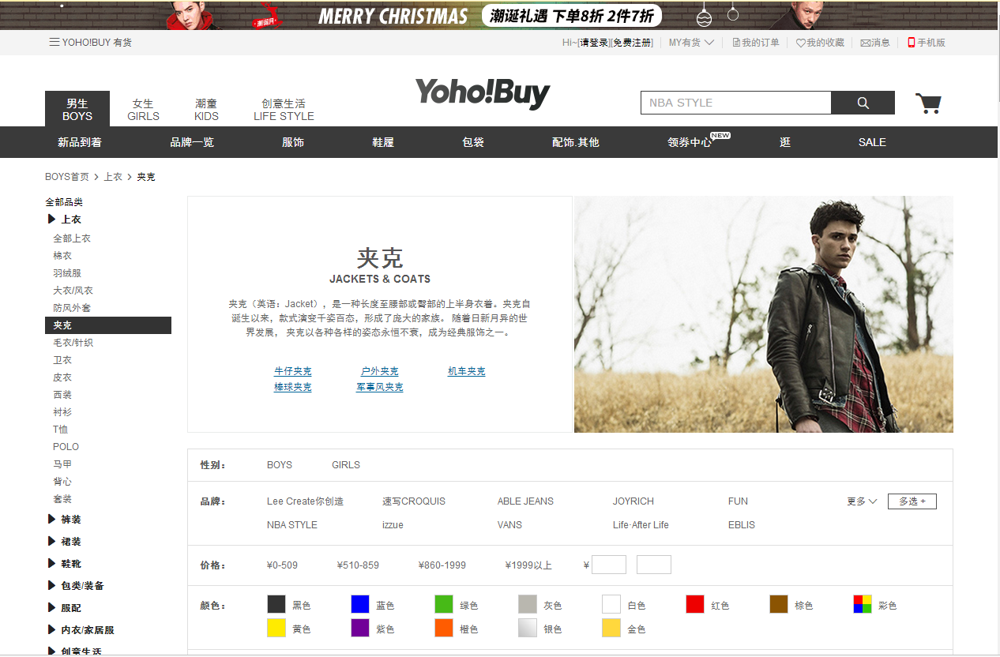 MERRY CHRISTMAS 潮诞礼遇 下单8折 2件7折
潮诞月
YOHO!BUY 有货 Hi~[请登录][免费注册] MY有货 我的订单 我的收藏 消息 手机版
Yoho!Buy
男生 女生 潮童 创意生活
BOYS GIRLS KIDS LIFE STYLE
NBA STYLE
新品到着 品牌一览 服饰 鞋履 包袋 配饰.其他 领券中心 NEW 逛 SALE
BOYS首页 > 上衣 > 夹克
全部品类
上衣
全部上衣
棉衣
羽绒服
大衣/风衣
防风外套
夹克
毛衣/针织
卫衣
皮衣
西装
衬衫
T恤
POLO
马甲
背心
套装
裤装
裙装
鞋靴
包类/装备
服配
内衣/家居服
创意生活
夹克
JACKETS & COATS
夹克（英语：Jacket），是一种长度至腰部或臀部的上半身衣着。夹克自
诞生以来，款式演变千姿百态，形成了庞大的家族。 随着日新月异的世
界发展， 夹克以各种各样的姿态永恒不衰，成为经典服饰之一。
牛仔夹克 户外夹克 机车夹克
棒球夹克 军事风夹克
性别： BOYS GIRLS
品牌： Lee Create你创造 速写CROQUIS ABLE JEANS JOYRICH FUN 更多 多选 +
NBA STYLE izzue VANS Life·After Life EBLIS
价格： ¥0-509 ¥510-859 ¥860-1999 ¥1999以上 ¥
颜色： 黑色 蓝色 绿色 灰色 白色 红色 棕色 彩色
黄色 紫色 橙色 银色 金色